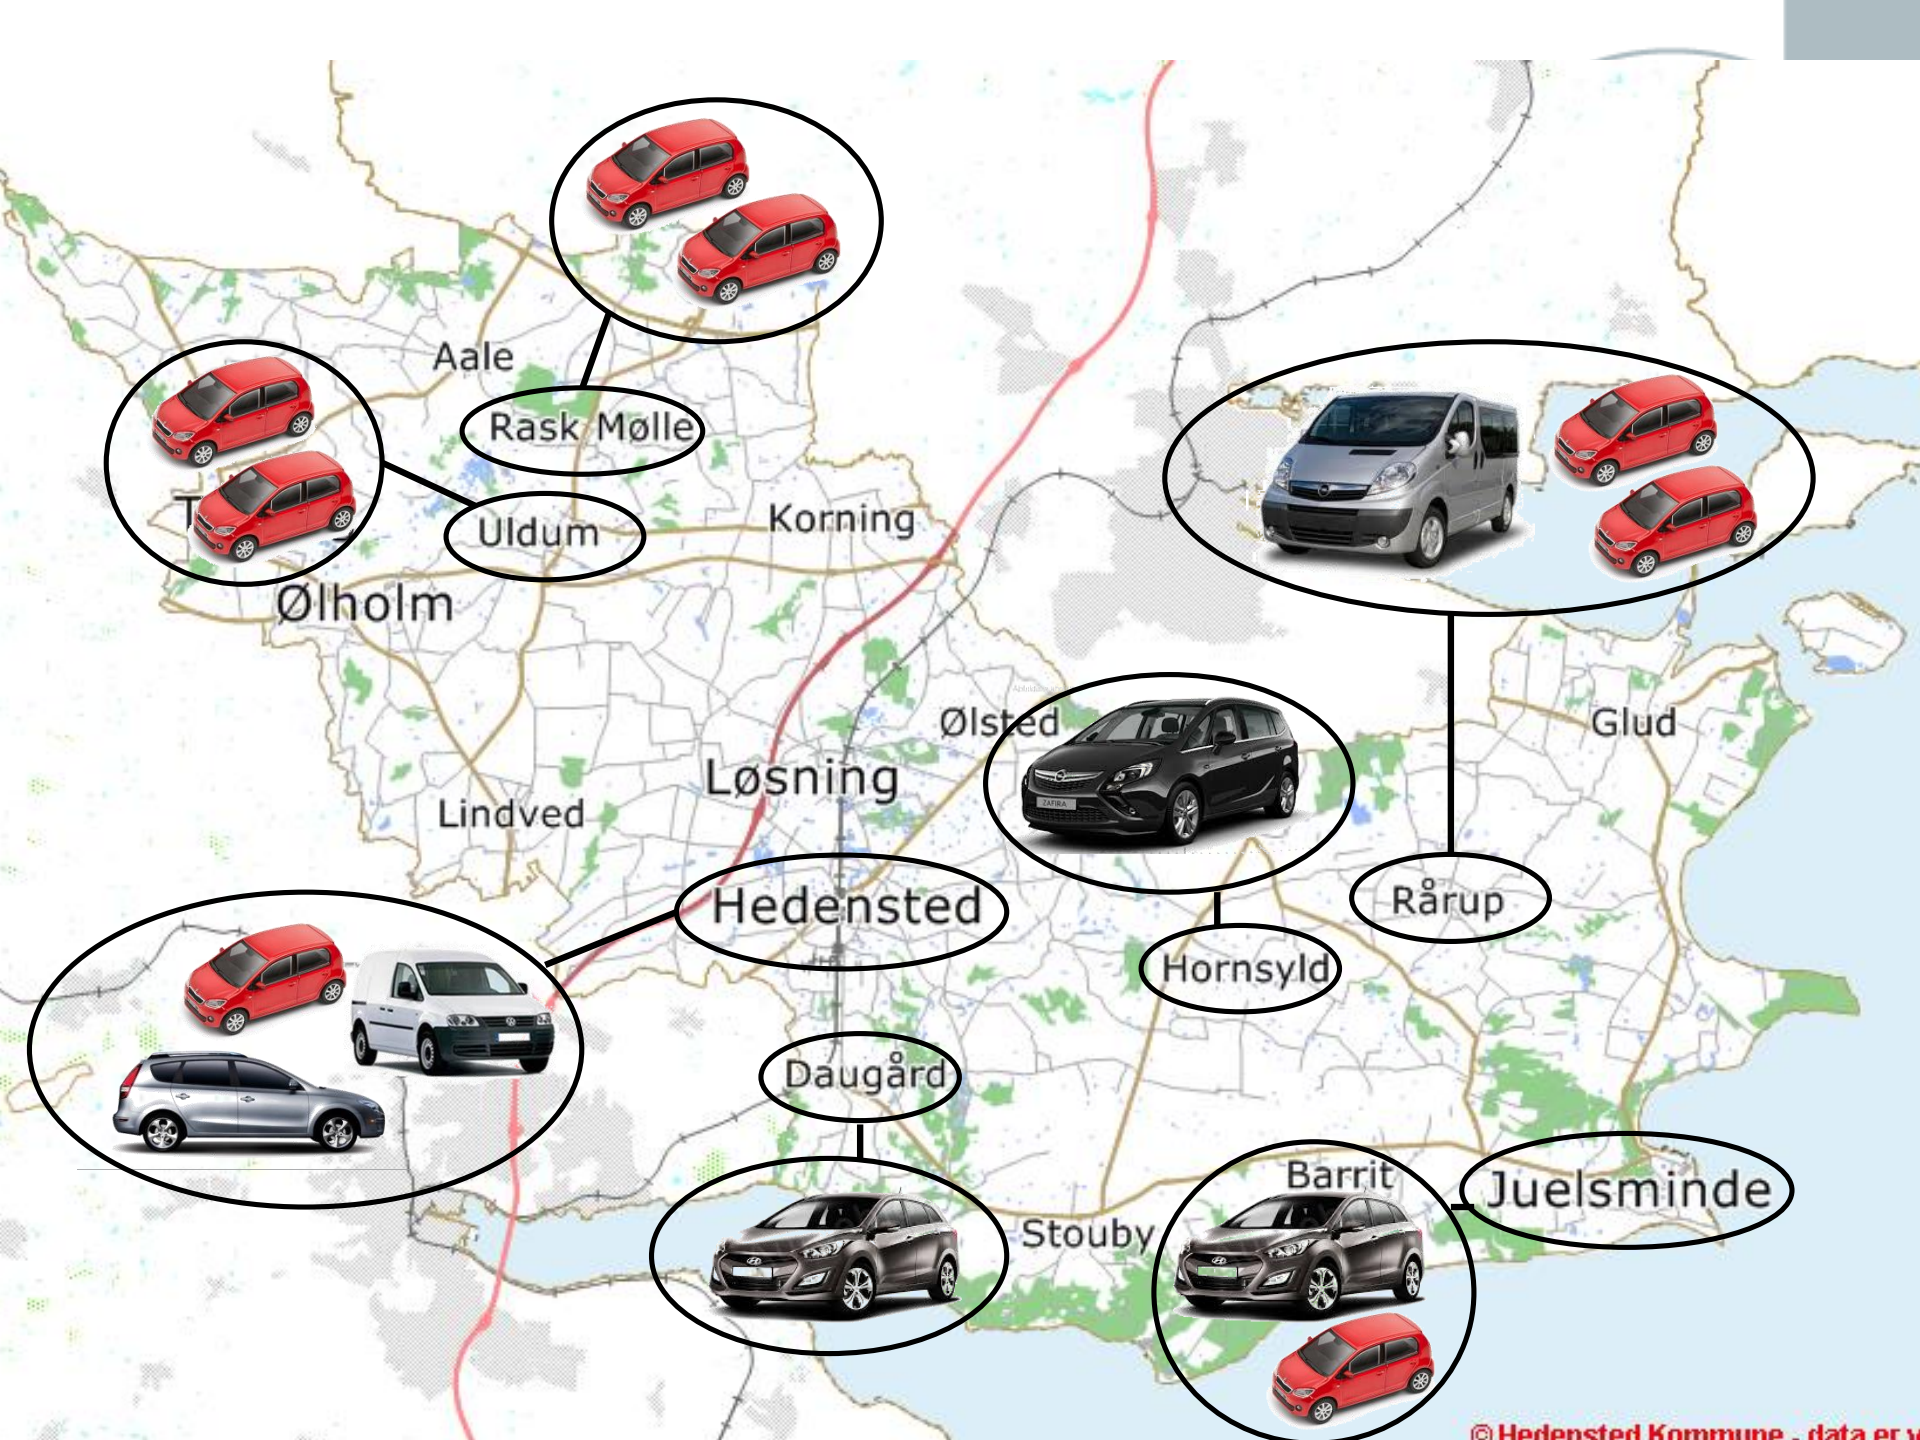 Aale
Rask Mølle
Uldum
Korning
Ølholm
Ølsted
Glud
Løsning
Lindved
ZAFIRA
Hedensted
Rårup
Hornsyld
Daugård
Barrit
Juelsminde
Stouby
© Hedensted Kommune - data er v